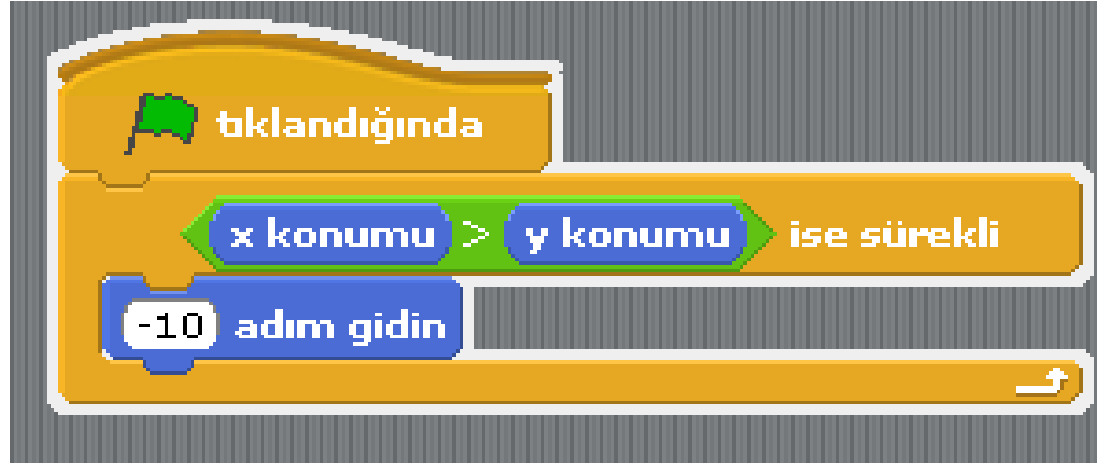 tıklandığında
x konumu > y konumu ise sürekli
-10 adım gidin